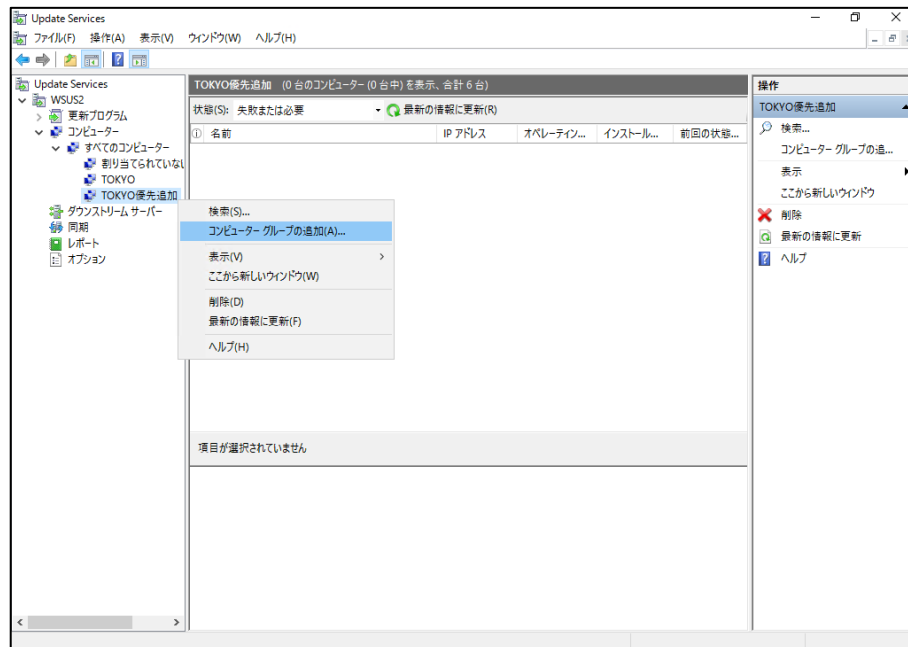 Update Services
ファイル(F) 操作(A) 表示(V) ウィンドウ(W) ヘルプ(H)
Update Services
WSUS2
更新プログラム
コンピューター
すべてのコンピューター
割り当てられていない
TOKYO
TOKYO優先追加
ダウンストリーム サーバー
同期
レポート
オプション
TOKYO優先追加 (0 台のコンピューター (0 台中) を表示、合計 6 台)
状態(S): 失敗または必要 最新の情報に更新(R)
名前 IP アドレス オペレーティン... インストール... 前回の状態...
検索(S)...
コンピューター グループの追加(A)...
表示(V)
ここから新しいウィンドウ(W)
削除(D)
最新の情報に更新(F)
ヘルプ(H)
項目が選択されていません
操作
TOKYO優先追加
検索...
コンピューター グループの追...
表示
ここから新しいウィンドウ
削除
最新の情報に更新
ヘルプ